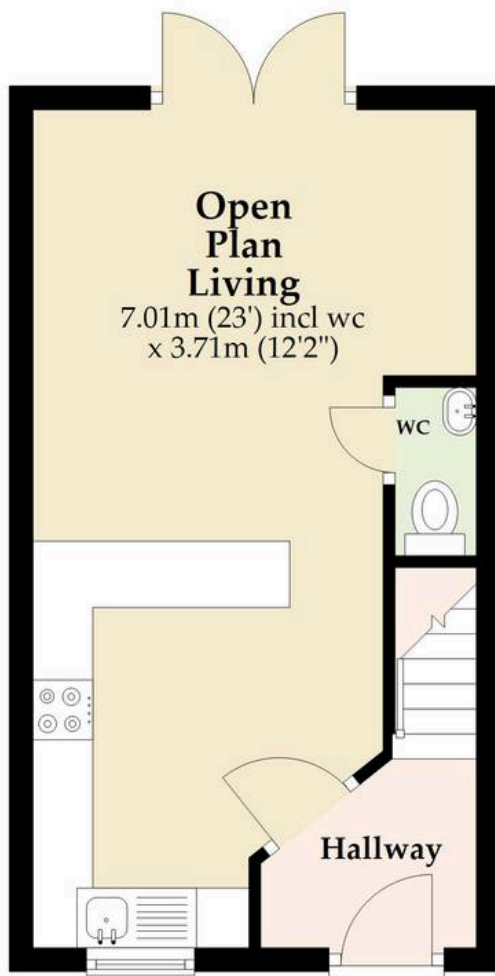 Open
Plan
Living
7.01m (23') incl wc
x 3.71m (12'2")
wc
Hallway